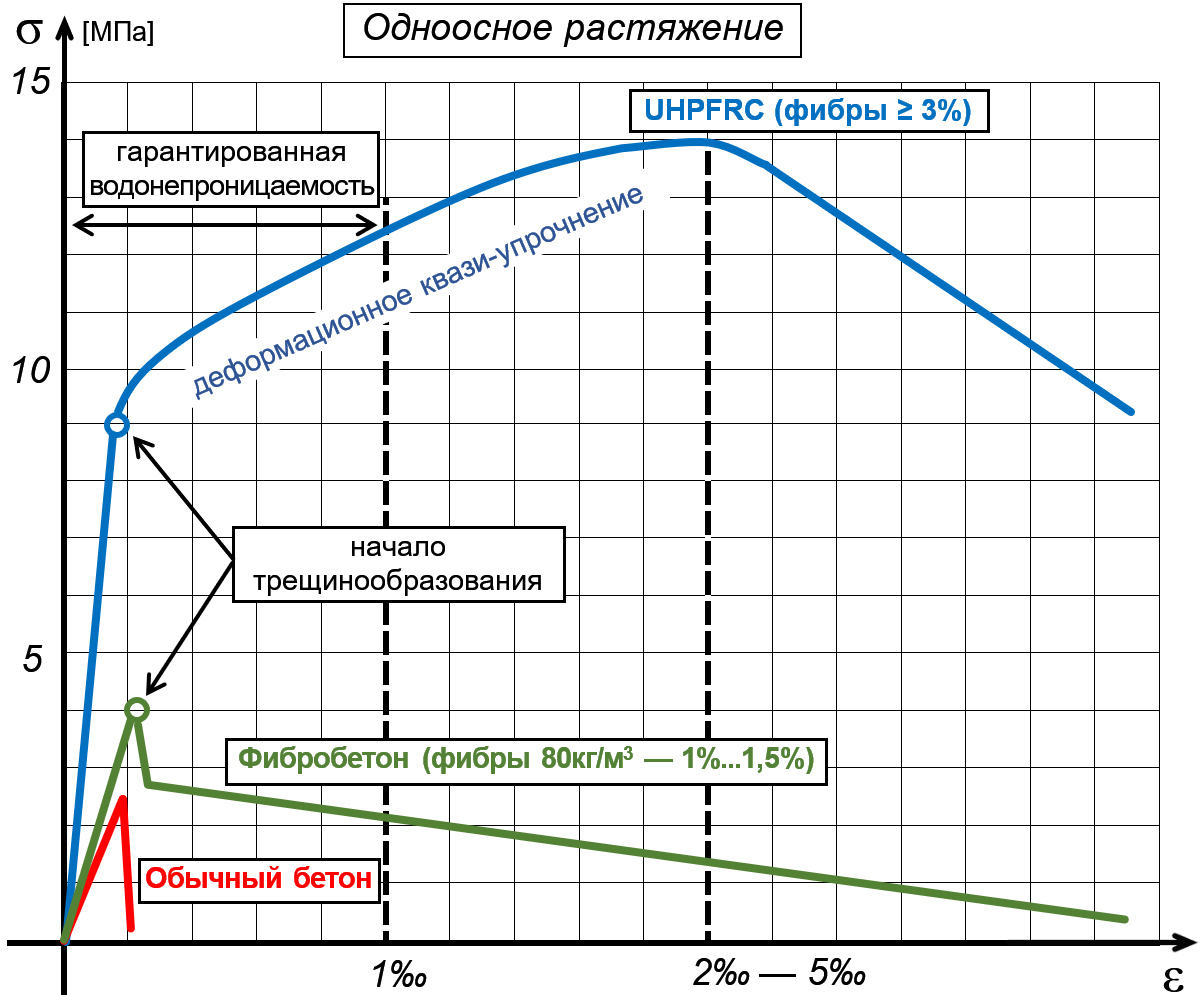 σ [МПа]
Одноосное растяжение
15
UHPFRC (фибры ≥ 3%)
гарантированная
водонепроницаемость
деформационное квази-упрочнение
10
начало
трещинообразования
5
Фибробетон (фибры 80кг/м³ — 1%...1,5%)
Обычный бетон
1‰
2‰ — 5‰
ε